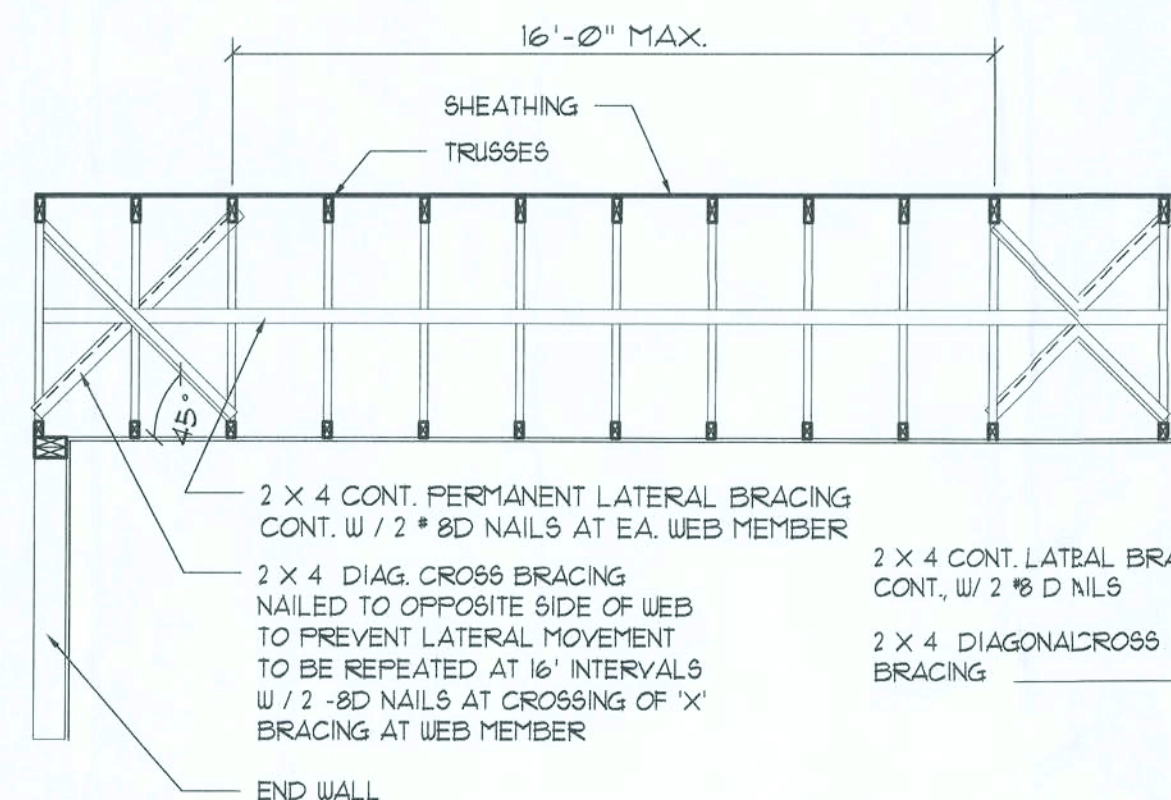 16'-0" MAX.
SHEATHING
TRUSSES
45°
2 X 4 CONT. PERMANENT LATERAL BRACING
CONT. W / 2 # 8D NAILS AT EA. WEB MEMBER
2 X 4 DIAG. CROSS BRACING
NAILED TO OPPOSITE SIDE OF WEB
TO PREVENT LATERAL MOVEMENT
TO BE REPEATED AT 16' INTERVALS
W / 2 -8D NAILS AT CROSSING OF 'X'
BRACING AT WEB MEMBER
END WALL
2 X 4 CONT. LATERAL BRA
CONT., W/ 2 #8 D NILS
2 X 4 DIAGONALCROSS
BRACING